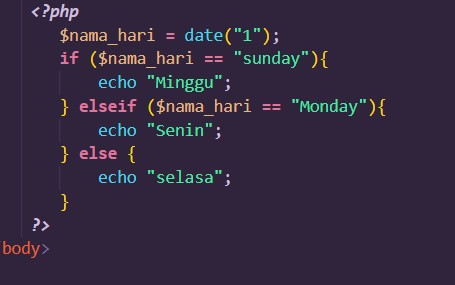 <?php
$nama_hari = date("1");
if ($nama_hari == "sunday"){
echo "Minggu";
} elseif ($nama_hari == "Monday"){
echo "Senin";
} else {
echo "selasa";
}
?>
body>